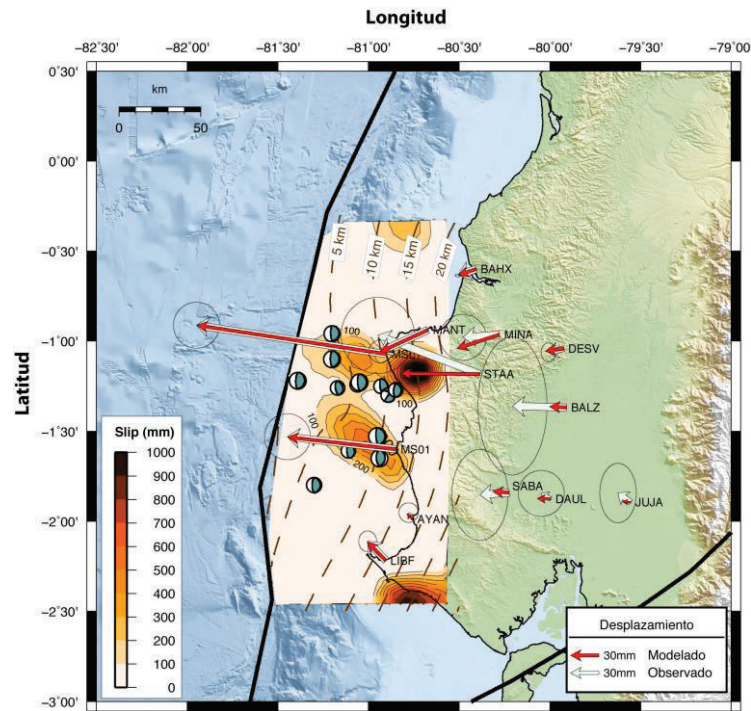 Longitud
−82°30' −82°00' −81°30' −81°00' −80°30' −80°00' −79°30' −79°00'
0°30'
km
0 50
0°00'
5 km
10 km
15 km
20 km
−0°30'
BAHX
−1°00'
100
MANT
MINA
DESV
STAA
100
BALZ
Latitud
−1°30'
100
MS01
200
SABA
DAUL
JUJA
−2°00'
AYAN
LIBF
−2°30'
−3°00'
Slip (mm)
1000
900
800
700
600
500
400
300
200
100
0
Desplazamiento
30mm Modelado
30mm Observado